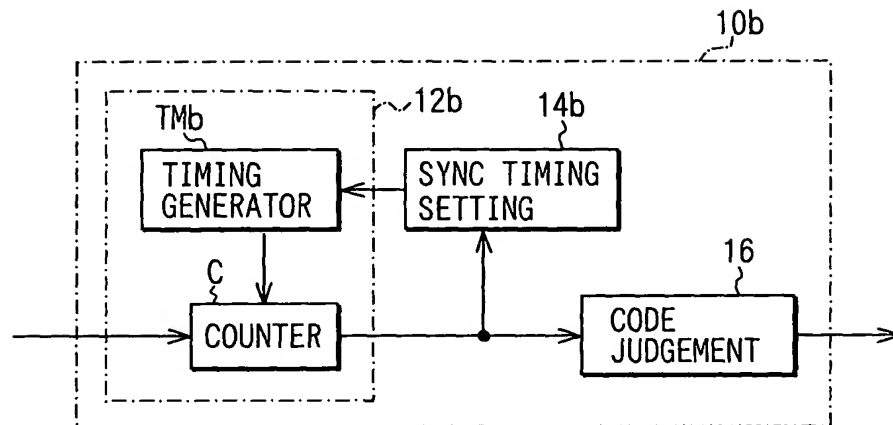 10b
12b
TMb
14b
TIMING
GENERATOR
SYNC TIMING
SETTING
C
16
COUNTER
CODE
JUDGEMENT